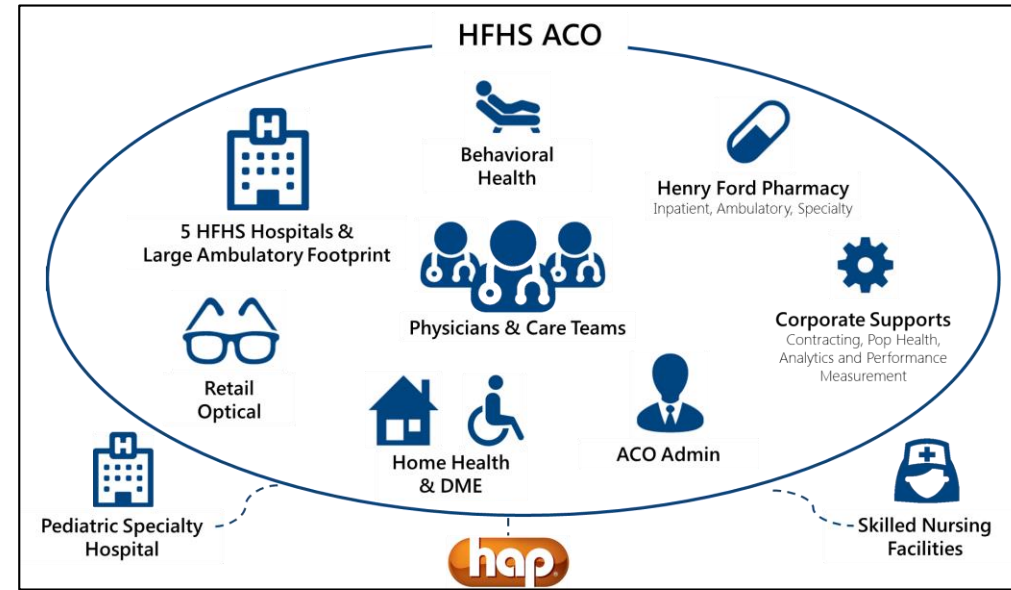 HFHS ACO
H
5 HFHS Hospitals &
Large Ambulatory Footprint
Behavioral
Health
Henry Ford Pharmacy
Inpatient, Ambulatory, Specialty
Physicians & Care Teams
Corporate Supports
Contracting, Pop Health,
Analytics and Performance
Measurement
Retail
Optical
Home Health
& DME
ACO Admin
H
Pediatric Specialty
Hospital
hap
Skilled Nursing
Facilities